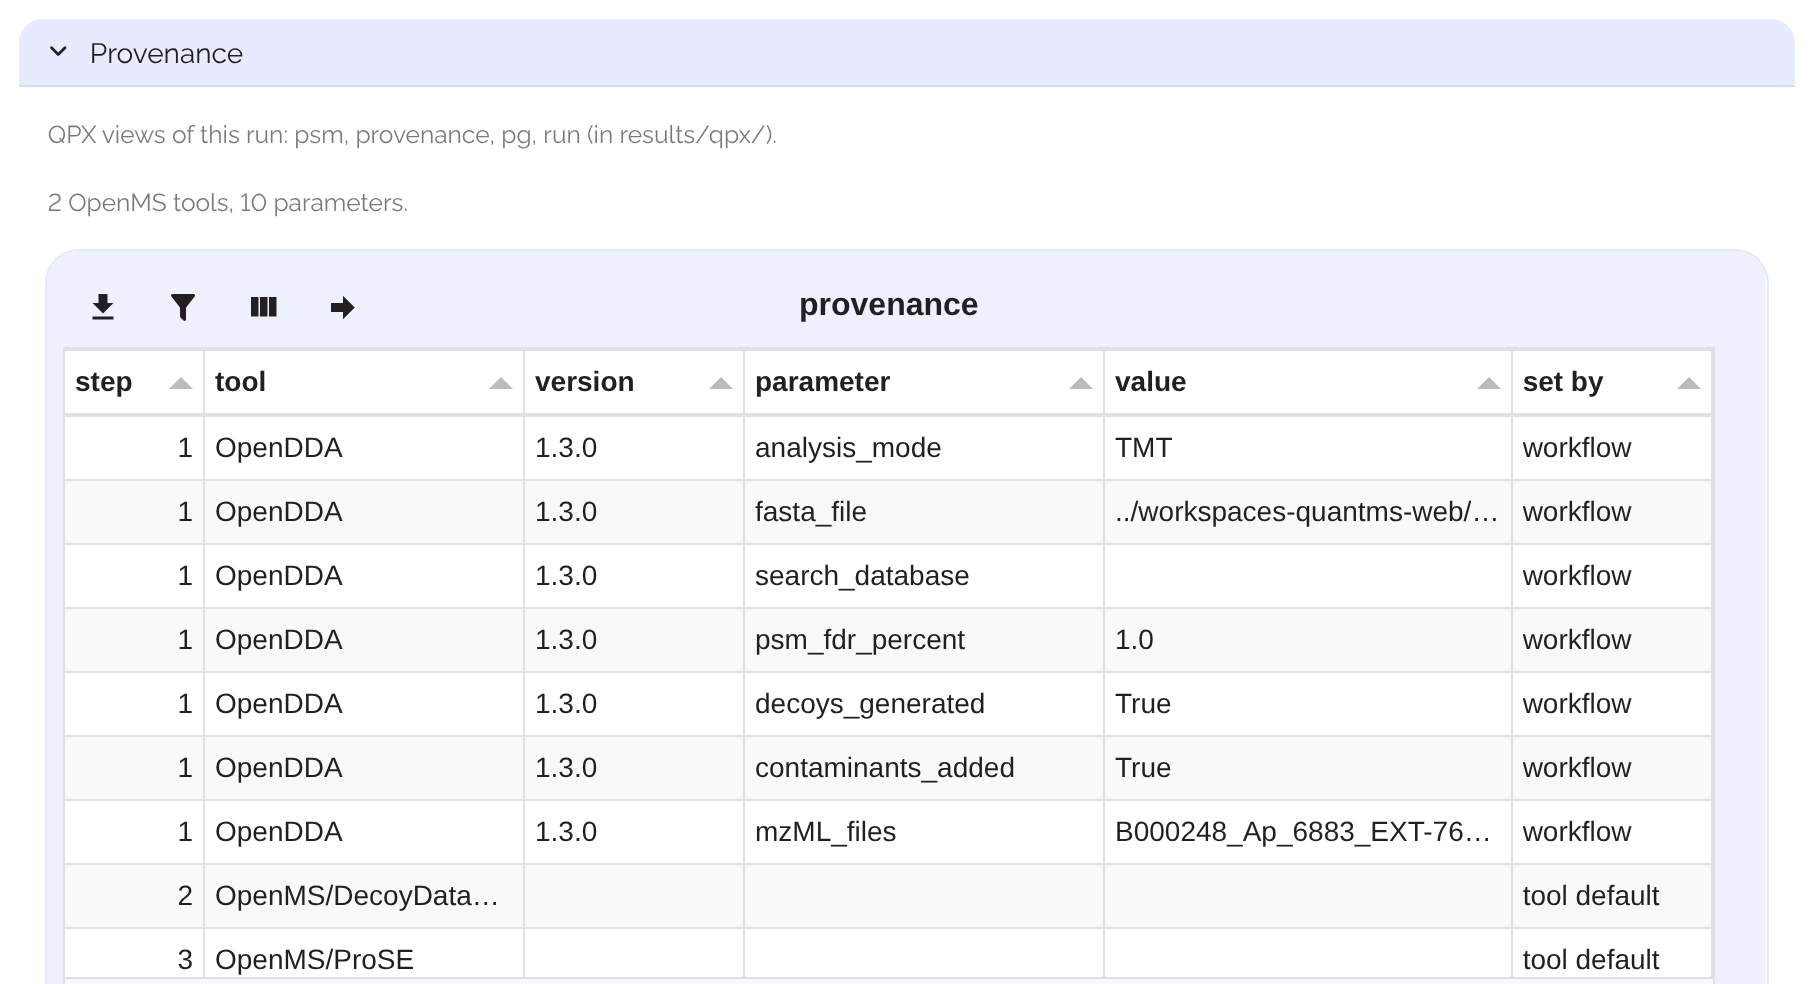 Provenance
QPX views of this run: psm, provenance, pg, run (in results/qpx/).
2 OpenMS tools, 10 parameters.
provenance
step tool version parameter value set by
1 OpenDDA 1.3.0 analysis_mode TMT workflow
1 OpenDDA 1.3.0 fasta_file ../workspaces-quantms-web/… workflow
1 OpenDDA 1.3.0 search_database workflow
1 OpenDDA 1.3.0 psm_fdr_percent 1.0 workflow
1 OpenDDA 1.3.0 decoys_generated True workflow
1 OpenDDA 1.3.0 contaminants_added True workflow
1 OpenDDA 1.3.0 mzML_files B000248_Ap_6883_EXT-76… workflow
2 OpenMS/DecoyData… tool default
3 OpenMS/ProSE tool default